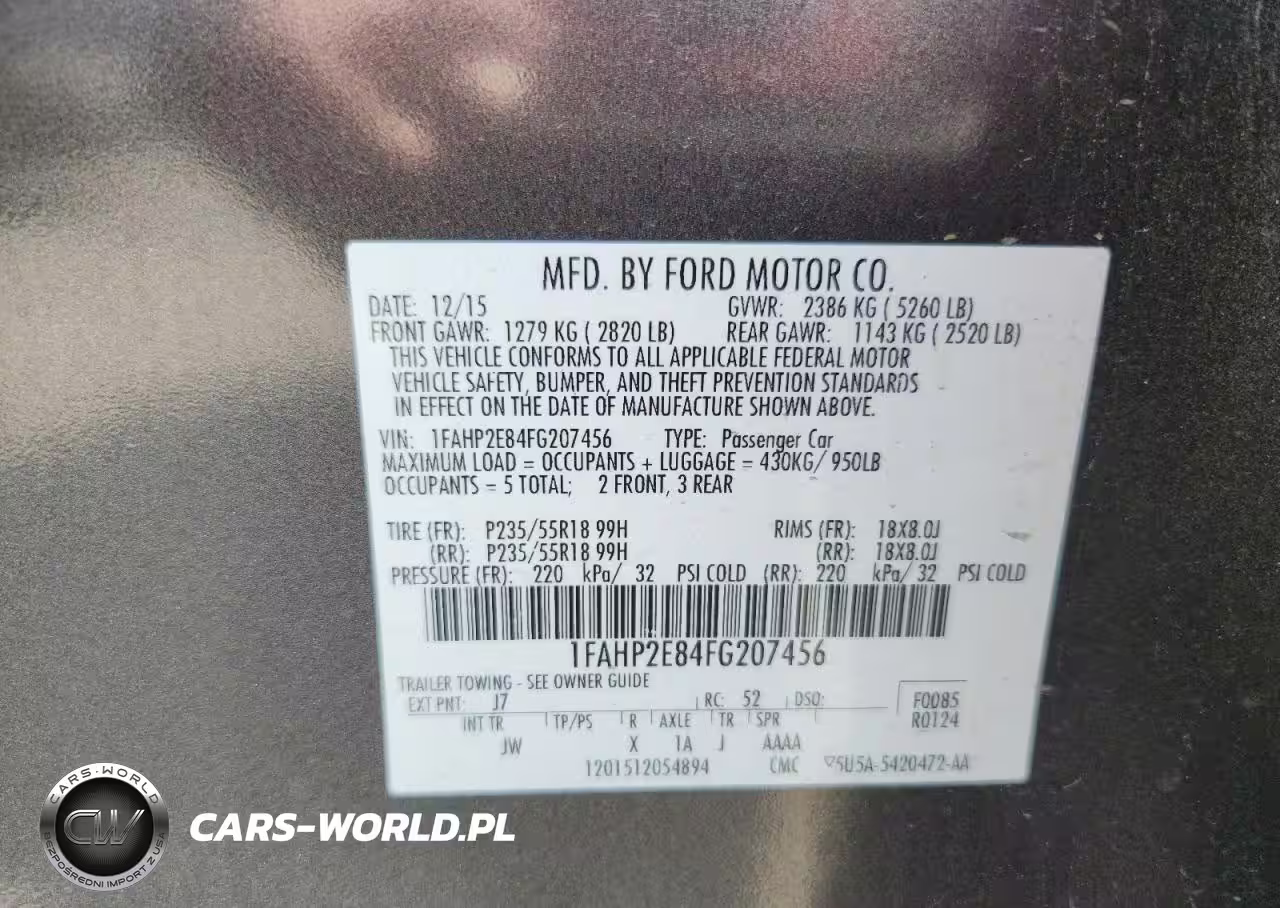 MFD. BY FORD MOTOR CO.
DATE: 12/15 GVWR: 2386 KG ( 5260 LB)
FRONT GAWR: 1279 KG ( 2820 LB) REAR GAWR: 1143 KG ( 2520 LB)
THIS VEHICLE CONFORMS TO ALL APPLICABLE FEDERAL MOTOR
VEHICLE SAFETY, BUMPER, AND THEFT PREVENTION STANDARDS
IN EFFECT ON THE DATE OF MANUFACTURE SHOWN ABOVE.
VIN: 1FAHP2E84FG207456 TYPE: Passenger Car
MAXIMUM LOAD = OCCUPANTS + LUGGAGE = 430KG/ 950LB
OCCUPANTS = 5 TOTAL; 2 FRONT, 3 REAR
TIRE (FR): P235/55R18 99H RIMS (FR): 18X8.0J
(RR): P235/55R18 99H (RR): 18X8.0J
PRESSURE (FR): 220 kPa/ 32 PSI COLD (RR): 220 kPa/ 32 PSI COLD
1FAHP2E84FG207456
TRAILER TOWING - SEE OWNER GUIDE
EXT PNT: J7 RC: 52 DSO: F0085
INT TR TP/PS R AXLE TR SPR R0124
JW X 1A J AAAA
1201512054894 CMC 5U5A-5420472-AA
CARS-WORLD
CW
BEZPOŚREDNI IMPORT Z USA
CARS-WORLD.PL